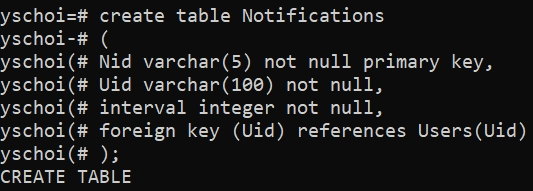 yschoi=# create table Notifications
yschoi-# (
yschoi(# Nid varchar(5) not null primary key,
yschoi(# Uid varchar(100) not null,
yschoi(# interval integer not null,
yschoi(# foreign key (Uid) references Users(Uid)
yschoi(# );
CREATE TABLE